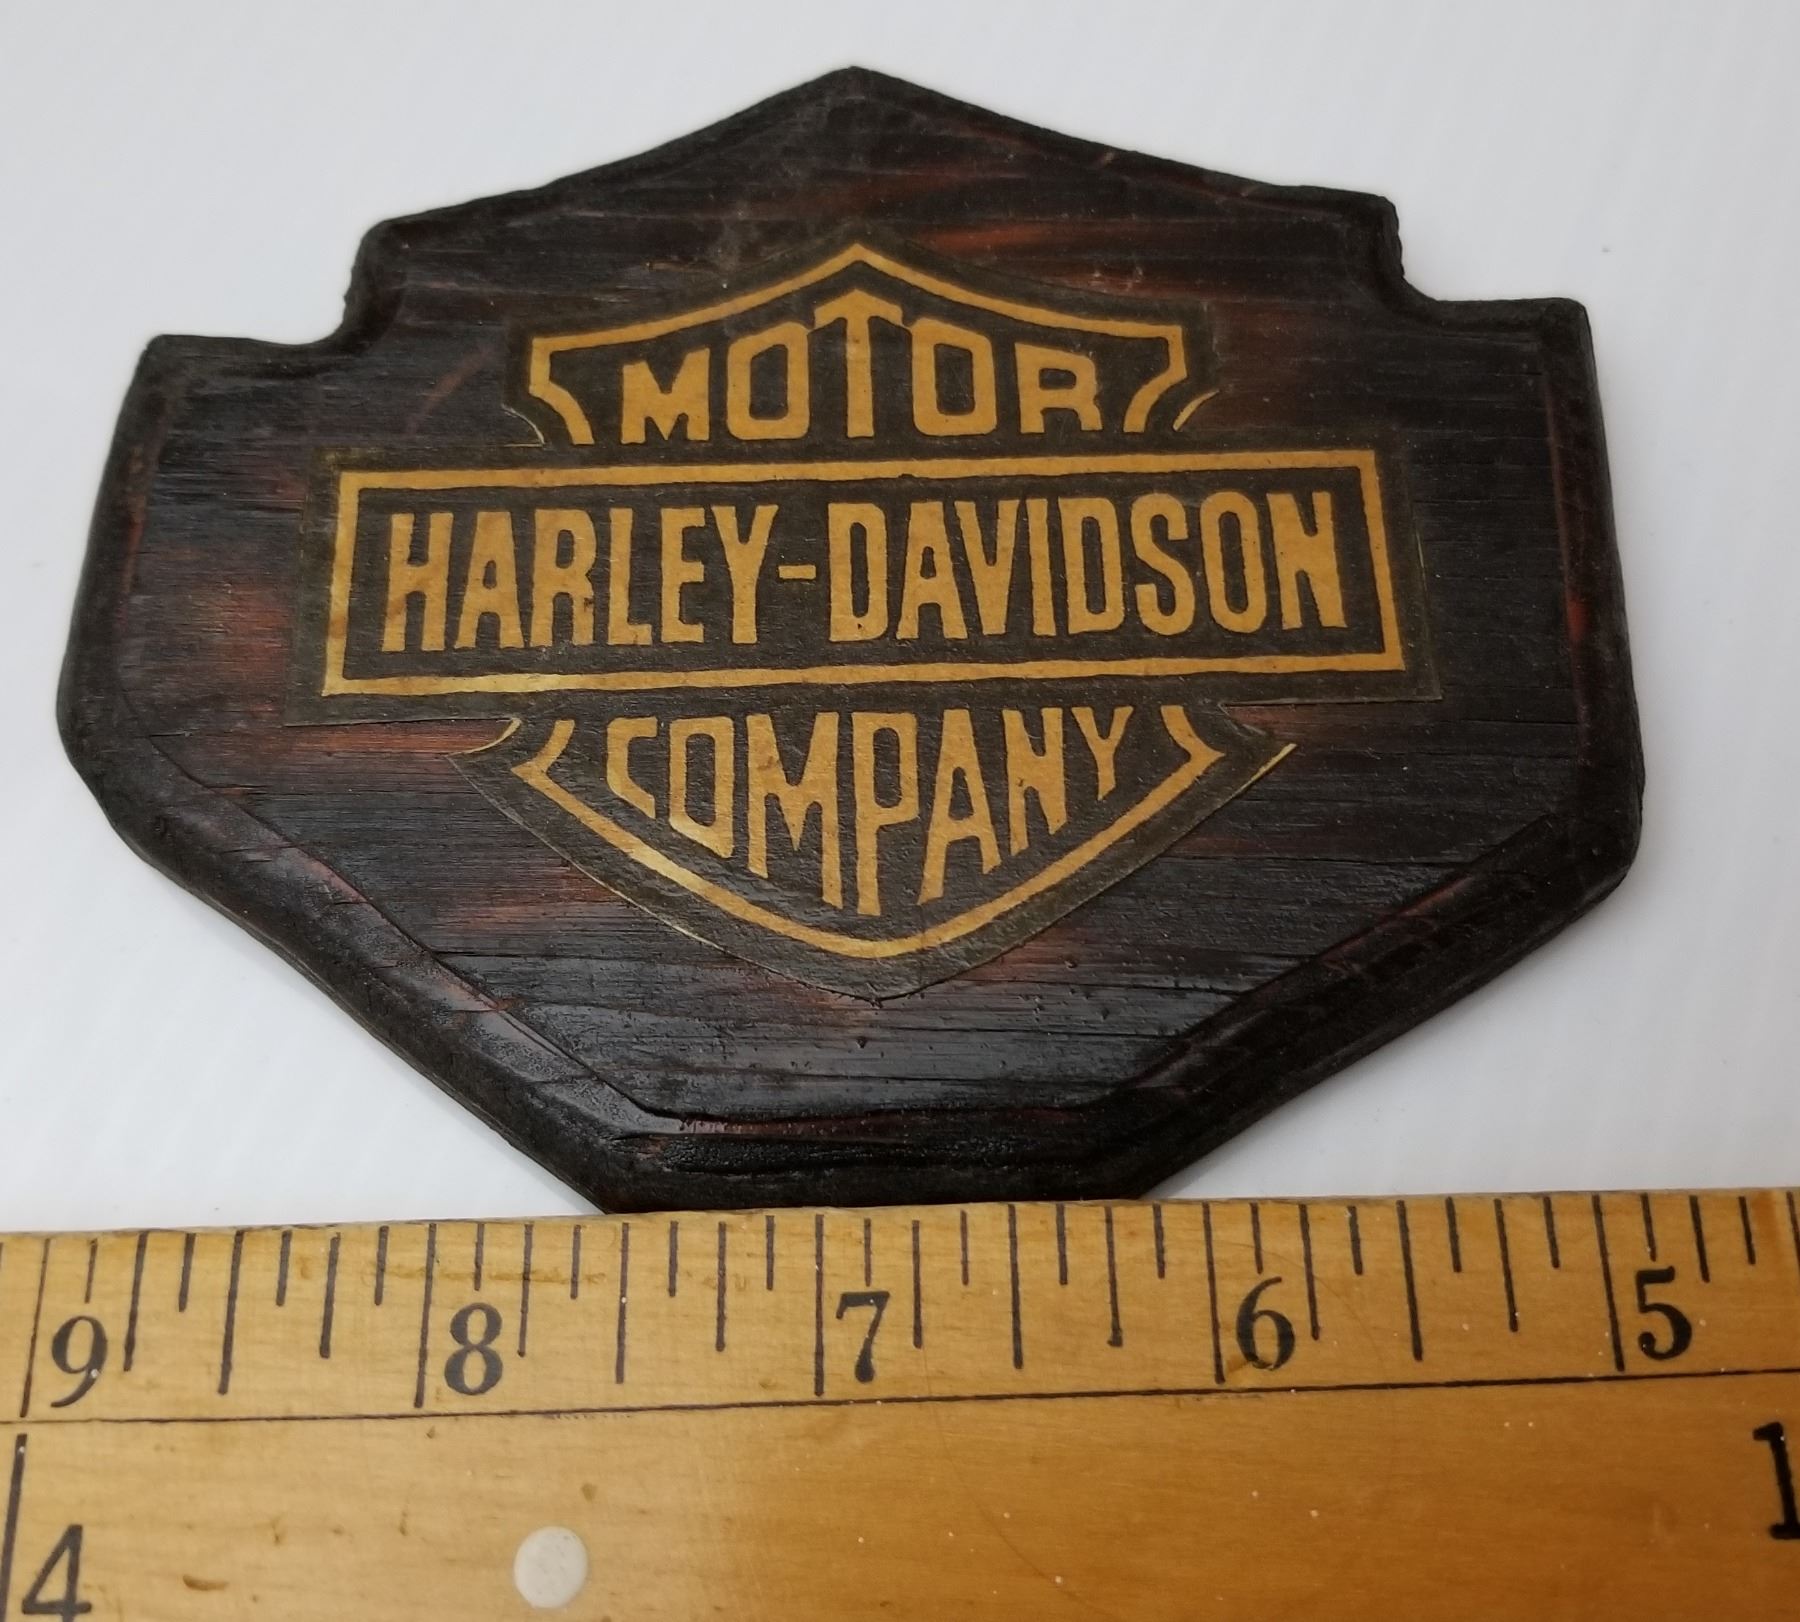 MOTOR
HARLEY-DAVIDSON
COMPANY
9 8 7 6 5
4 1